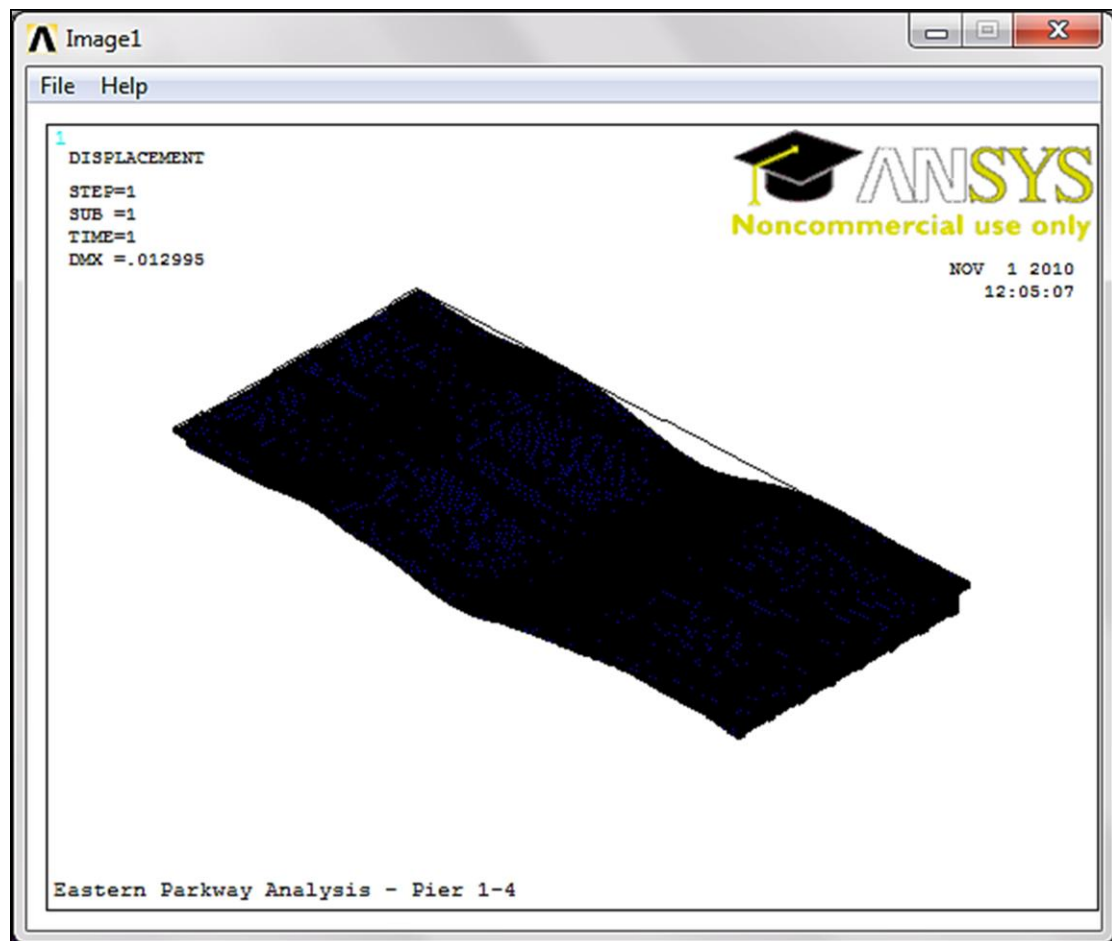 Image1
File Help
1
DISPLACEMENT
STEP=1
SUB =1
TIME=1
DMX =.012995
ANSYS
Noncommercial use only
NOV 1 2010
12:05:07
Eastern Parkway Analysis - Pier 1-4